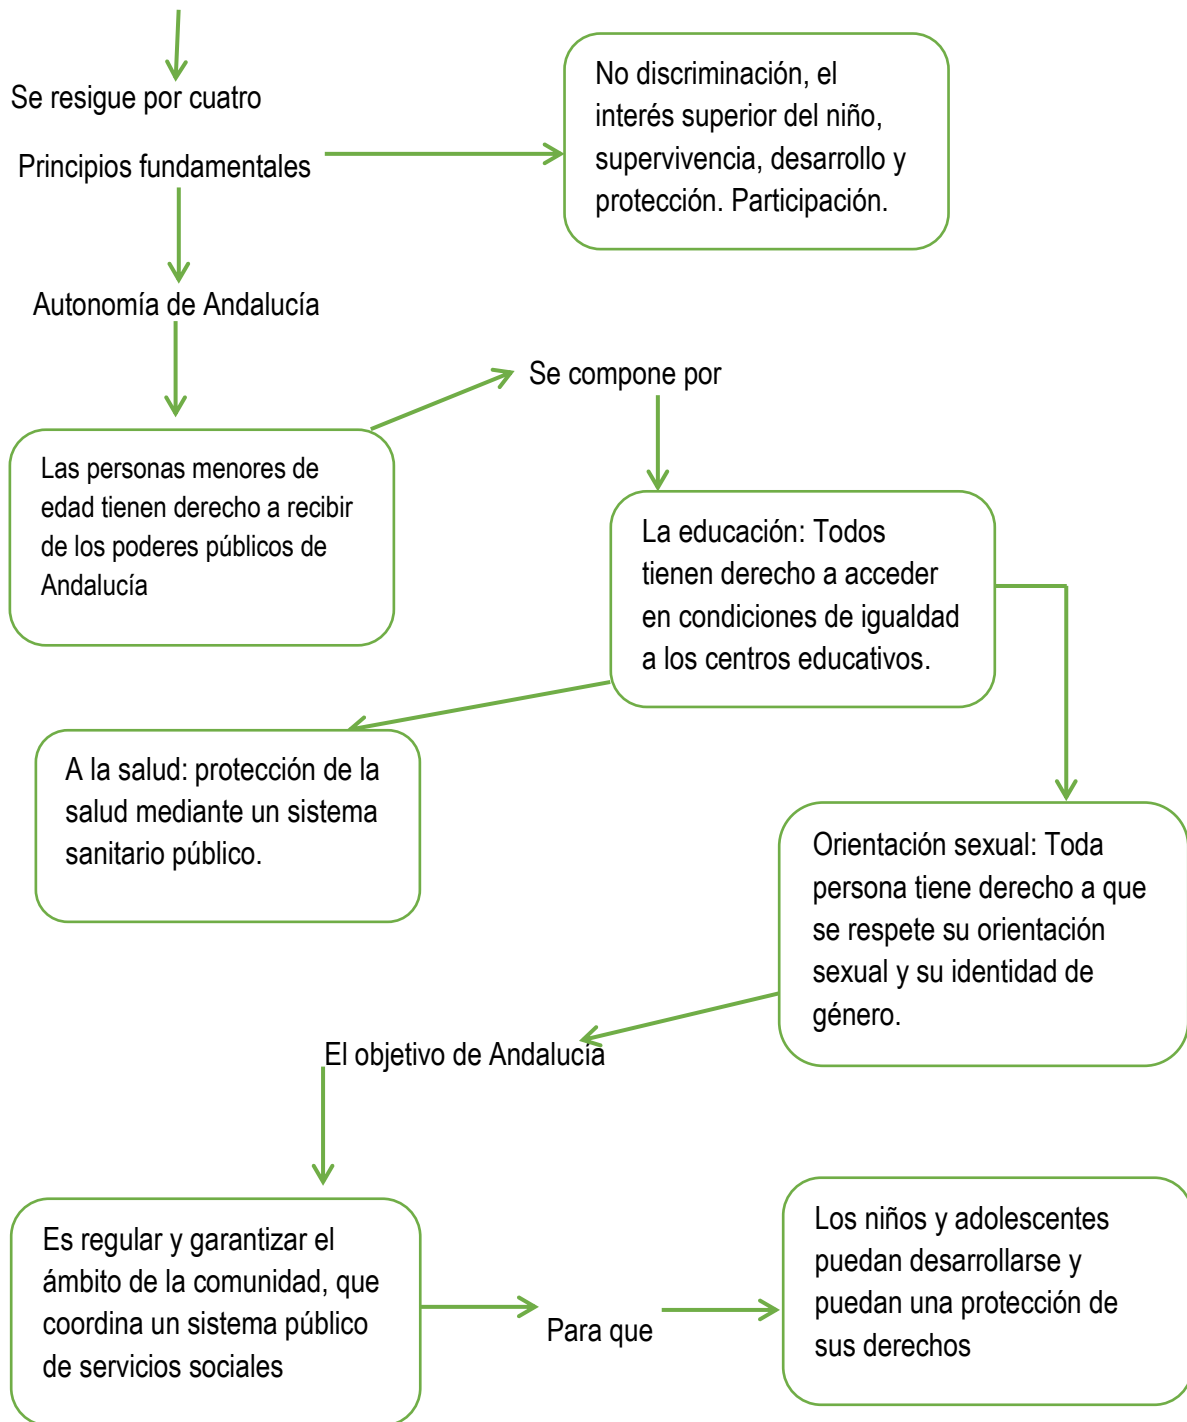 Se resigue por cuatro
Principios fundamentales
No discriminación, el
interés superior del niño,
supervivencia, desarrollo y
protección. Participación.
Autonomía de Andalucía
Se compone por
Las personas menores de
edad tienen derecho a recibir
de los poderes públicos de
Andalucía
La educación: Todos
tienen derecho a acceder
en condiciones de igualdad
a los centros educativos.
A la salud: protección de la
salud mediante un sistema
sanitario público.
Orientación sexual: Toda
persona tiene derecho a que
se respete su orientación
sexual y su identidad de
género.
El objetivo de Andalucía
Es regular y garantizar el
ámbito de la comunidad, que
coordina un sistema público
de servicios sociales
Para que
Los niños y adolescentes
puedan desarrollarse y
puedan una protección de
sus derechos